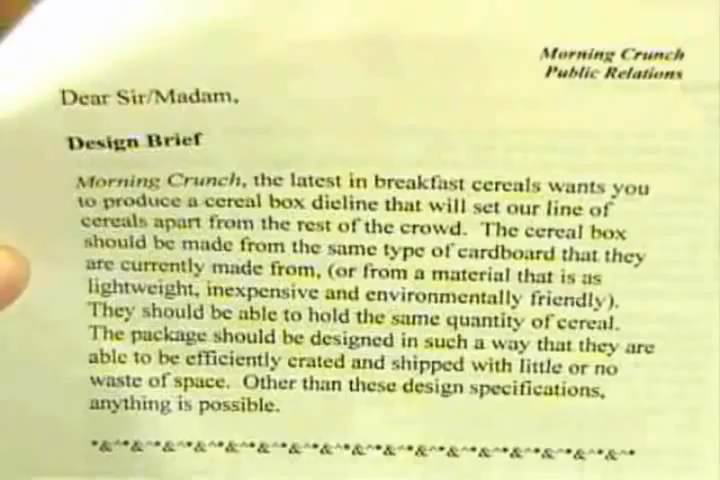 Morning Crunch
Public Relations
Dear Sir/Madam,
Design Brief
Morning Crunch, the latest in breakfast cereals wants you
to produce a cereal box dieline that will set our line of
cereals apart from the rest of the crowd. The cereal box
should be made from the same type of cardboard that they
are currently made from, (or from a material that is as
lightweight, inexpensive and environmentally friendly).
They should be able to hold the same quantity of cereal.
The package should be designed in such a way that they are
able to be efficiently crated and shipped with little or no
waste of space. Other than these design specifications,
anything is possible.
*&^*&^*&^*&^*&^*&^*&^*&^*&^*&^*&^*&^*&^*&^*&^*&^*&^*